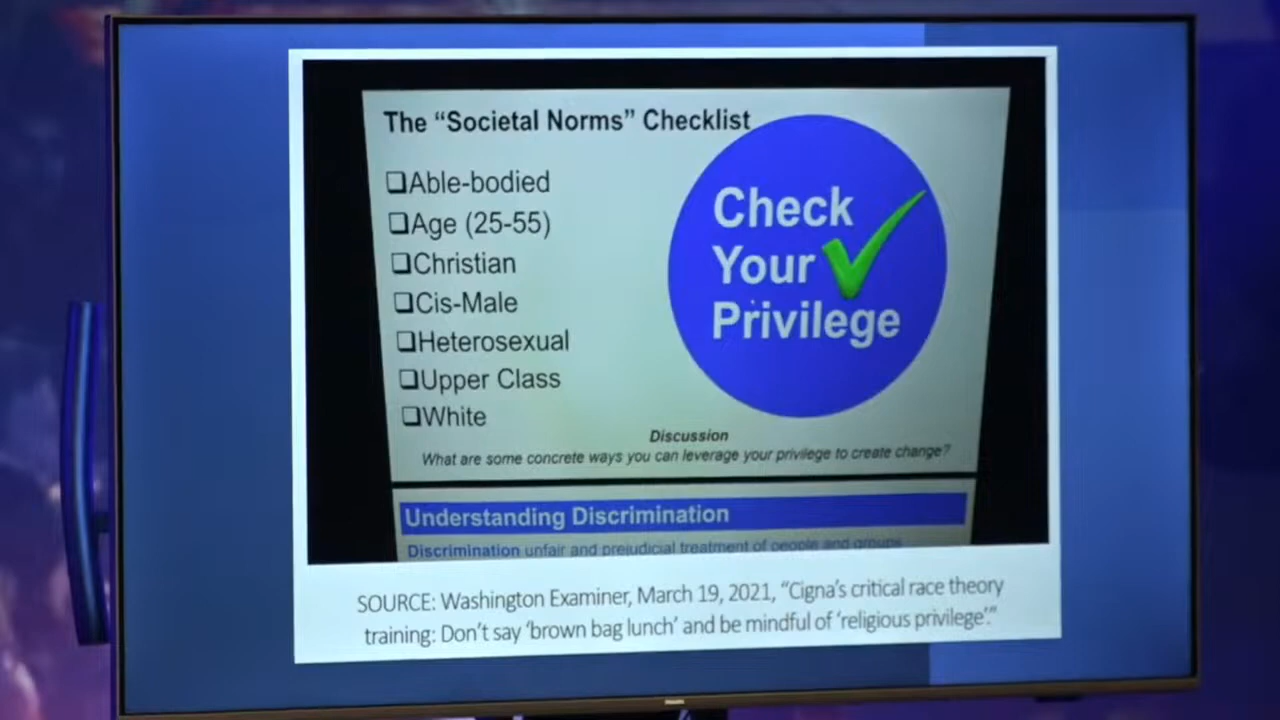 The “Societal Norms” Checklist
❏Able-bodied
❏Age (25-55)
❏Christian
❏Cis-Male
❏Heterosexual
❏Upper Class
❏White
Check
Your
Privilege
Discussion
What are some concrete ways you can leverage your privilege to create change?
Understanding Discrimination
Discrimination unfair and prejudicial treatment of people and groups
SOURCE: Washington Examiner, March 19, 2021, “Cigna’s critical race theory
training: Don’t say ‘brown bag lunch’ and be mindful of ‘religious privilege’.”